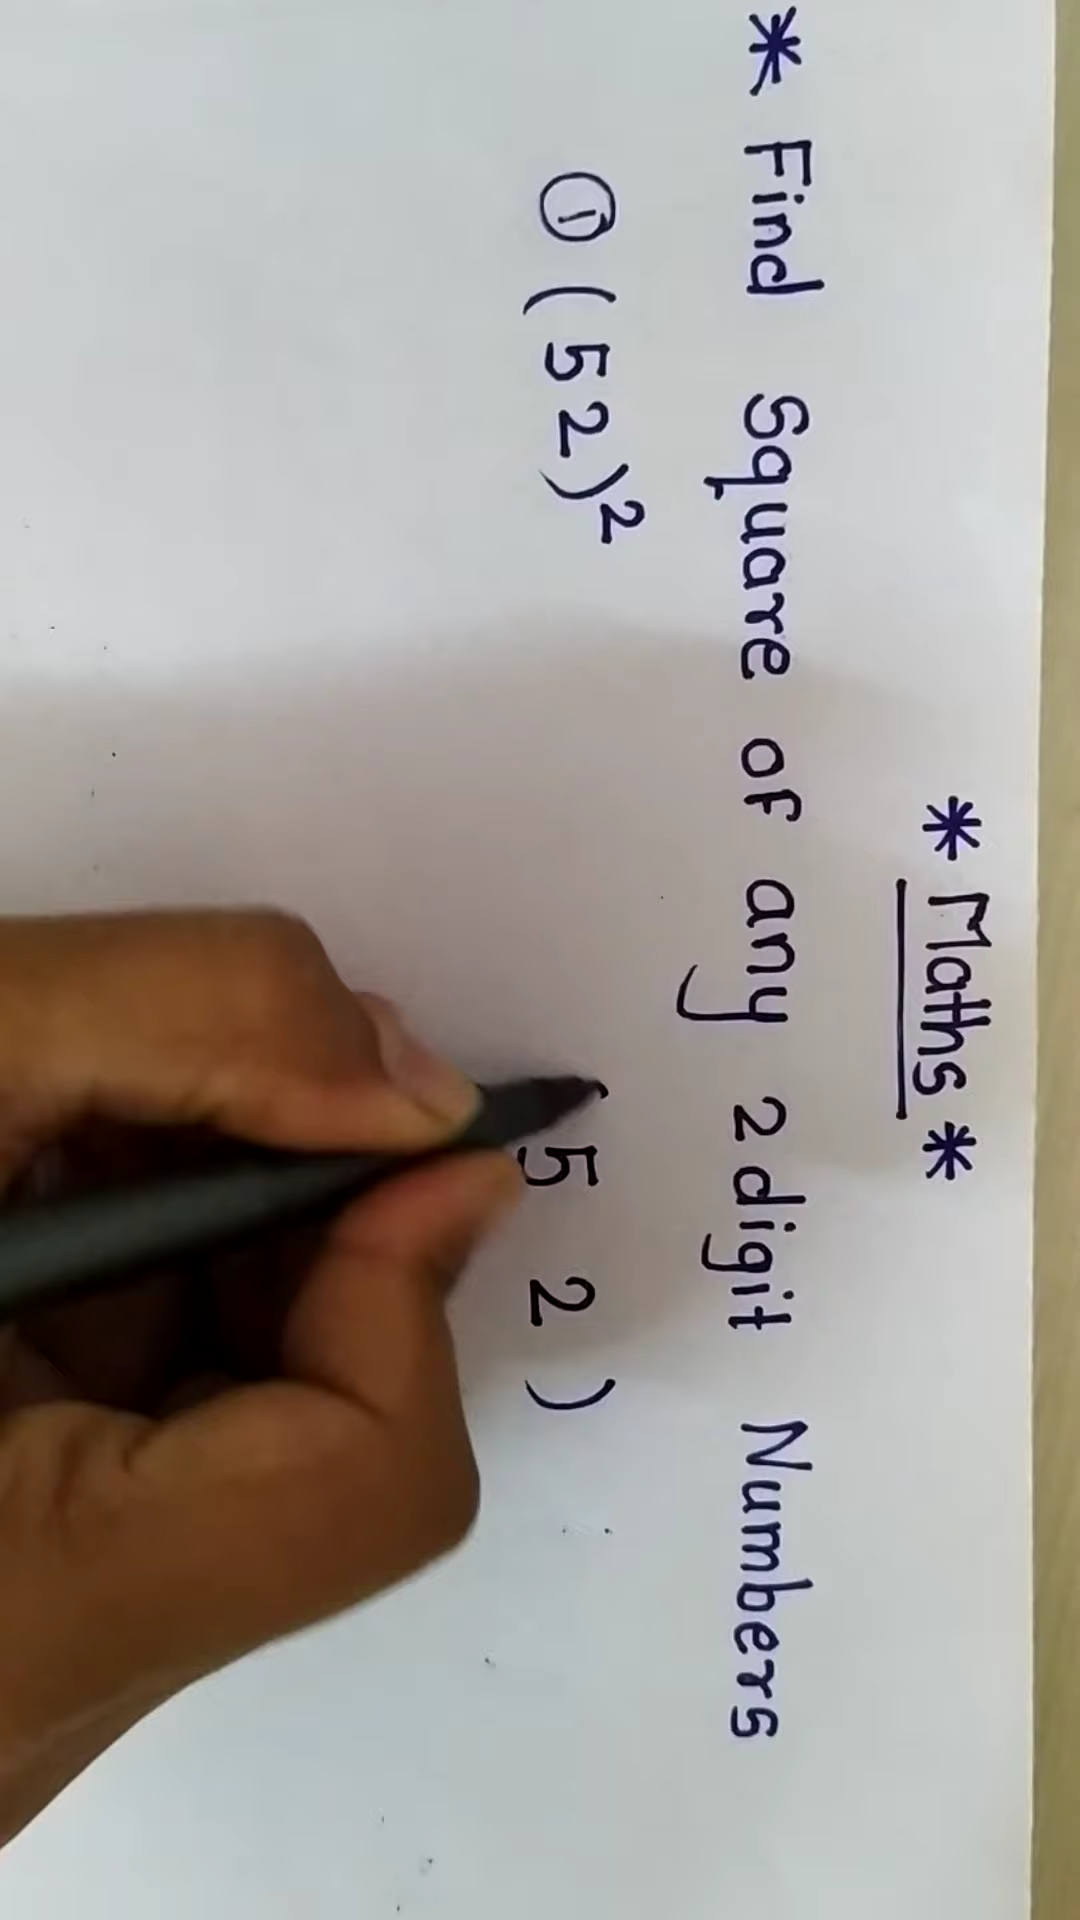 * Maths *
* Find Square of any 2 digit Numbers
① (52)² ( 5 2 )